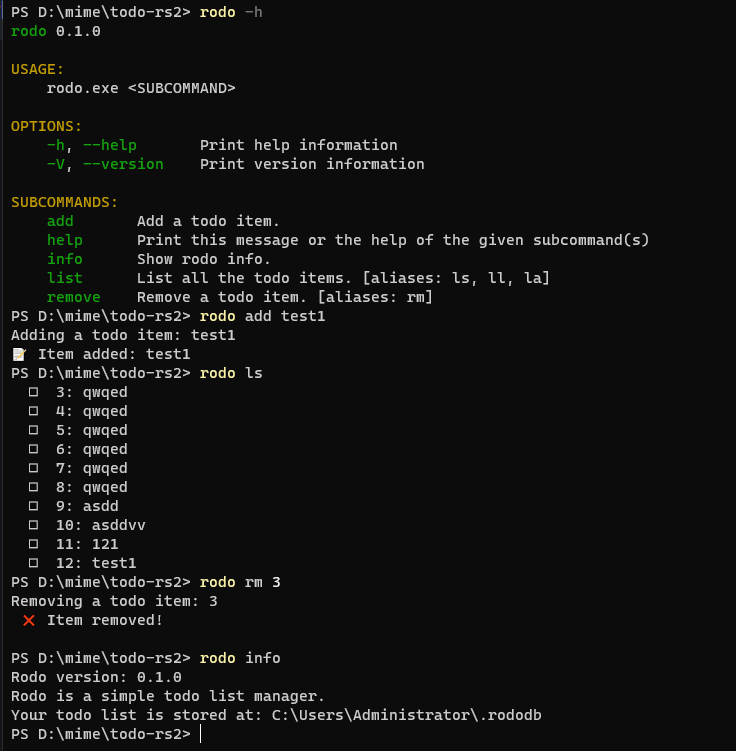 PS D:\mime\todo-rs2> rodo -h
rodo 0.1.0
USAGE:
    rodo.exe <SUBCOMMAND>
OPTIONS:
    -h, --help       Print help information
    -V, --version    Print version information
SUBCOMMANDS:
    add       Add a todo item.
    help      Print this message or the help of the given subcommand(s)
    info      Show rodo info.
    list      List all the todo items. [aliases: ls, ll, la]
    remove    Remove a todo item. [aliases: rm]
PS D:\mime\todo-rs2> rodo add test1
Adding a todo item: test1
📝 Item added: test1
PS D:\mime\todo-rs2> rodo ls
  □  3: qwqed
  □  4: qwqed
  □  5: qwqed
  □  6: qwqed
  □  7: qwqed
  □  8: qwqed
  □  9: asdd
  □  10: asddvv
  □  11: 121
  □  12: test1
PS D:\mime\todo-rs2> rodo rm 3
Removing a todo item: 3
 ❌ Item removed!
PS D:\mime\todo-rs2> rodo info
Rodo version: 0.1.0
Rodo is a simple todo list manager.
Your todo list is stored at: C:\Users\Administrator\.rododb
PS D:\mime\todo-rs2>